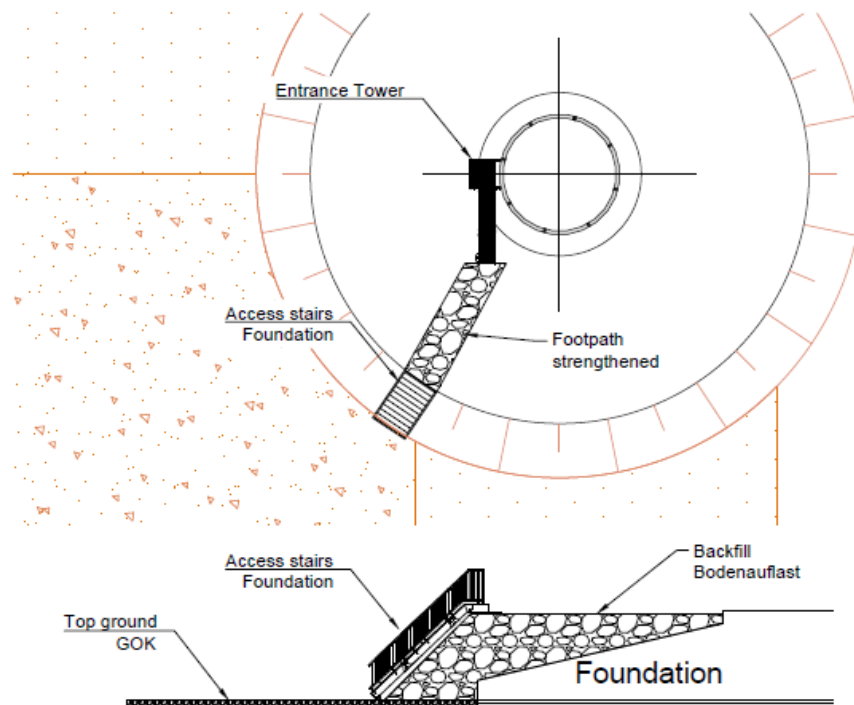 Entrance Tower
Access stairs
Foundation
Footpath
strengthened
Access stairs
Foundation
Backfill
Bodenauflast
Top ground
GOK
Foundation